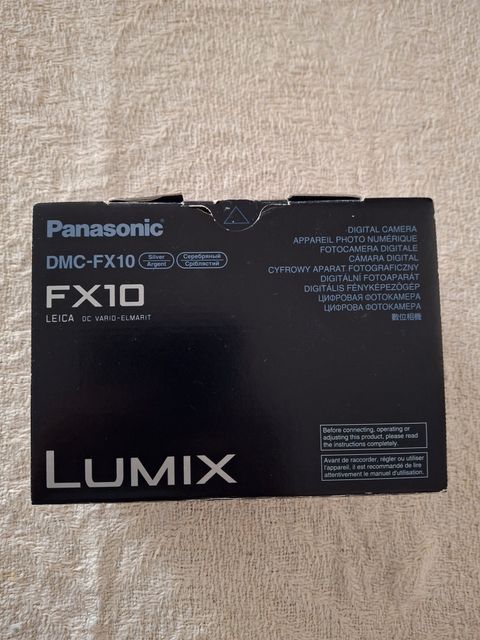 Panasonic
DMC-FX10 Silver Argent Серебряный Сріблястий
FX10
LEICA DC VARIO-ELMARIT
DIGITAL CAMERA
APPAREIL PHOTO NUMÉRIQUE
FOTOCAMERA DIGITALE
CÁMARA DIGITAL
CYFROWY APARAT FOTOGRAFICZNY
DIGITÁLNÍ FOTOAPARÁT
DIGITÁLIS FÉNYKÉPEZŐGÉP
ЦИФРОВАЯ ФОТОКАМЕРА
ЦИФРОВА ФОТОКАМЕРА
數位相機
Before connecting, operating or
adjusting this product, please read
the instructions completely.
Avant de raccorder, régler ou utiliser
l'appareil, il est recommandé de lire
attentivement le manuel d'utilisation.
LUMIX